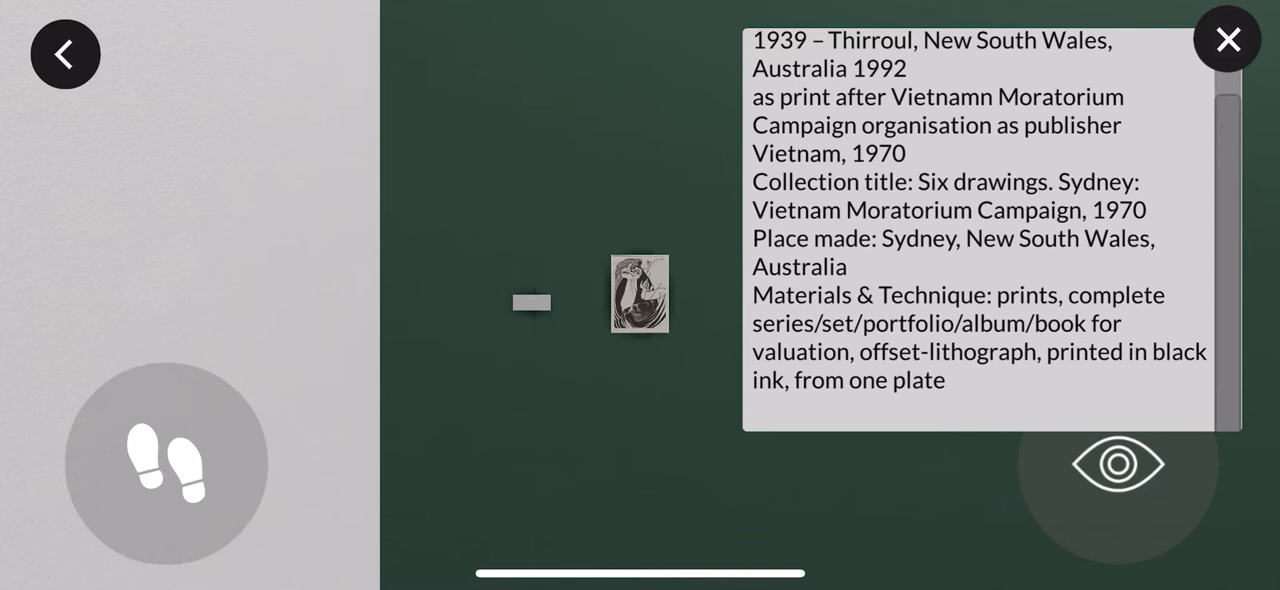 1939 – Thirroul, New South Wales,
Australia 1992
as print after Vietnamn Moratorium
Campaign organisation as publisher
Vietnam, 1970
Collection title: Six drawings. Sydney:
Vietnam Moratorium Campaign, 1970
Place made: Sydney, New South Wales,
Australia
Materials & Technique: prints, complete
series/set/portfolio/album/book for
valuation, offset-lithograph, printed in black
ink, from one plate